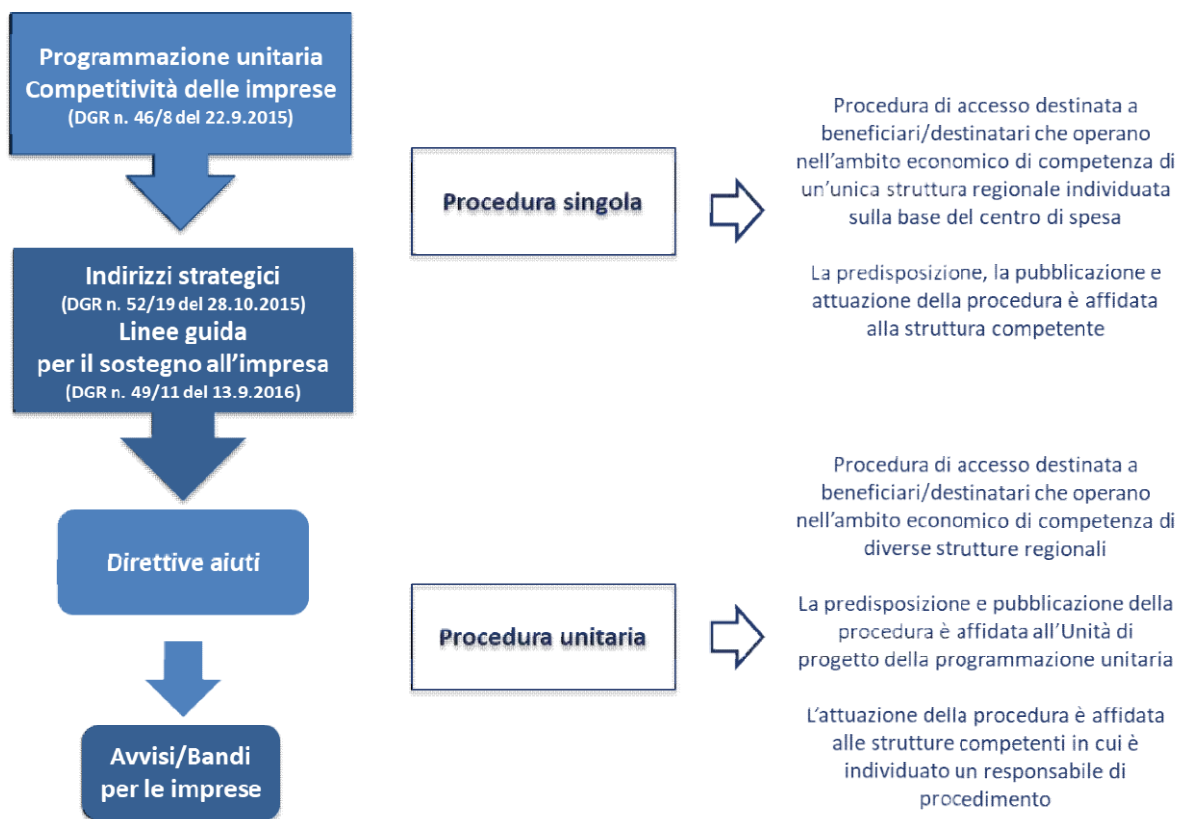 Programmazione unitaria
Competitività delle imprese
(DGR n. 46/8 del 22.9.2015)
Indirizzi strategici
(DGR n. 52/19 del 28.10.2015)
Linee guida
per il sostegno all'impresa
(DGR n. 49/11 del 13.9.2016)
Direttive aiuti
Avvisi/Bandi
per le imprese
Procedura singola
Procedura di accesso destinata a
beneficiari/destinatari che operano
nell'ambito economico di competenza di
un'unica struttura regionale individuata
sulla base del centro di spesa
La predisposizione, la pubblicazione e
attuazione della procedura è affidata
alla struttura competente
Procedura unitaria
Procedura di accesso destinata a
beneficiari/destinatari che operano
nell'ambito economico di competenza di
diverse strutture regionali
La predisposizione e pubblicazione della
procedura è affidata all'Unità di
progetto della programmazione unitaria
L'attuazione della procedura è affidata
alle strutture competenti in cui è
individuato un responsabile di
procedimento